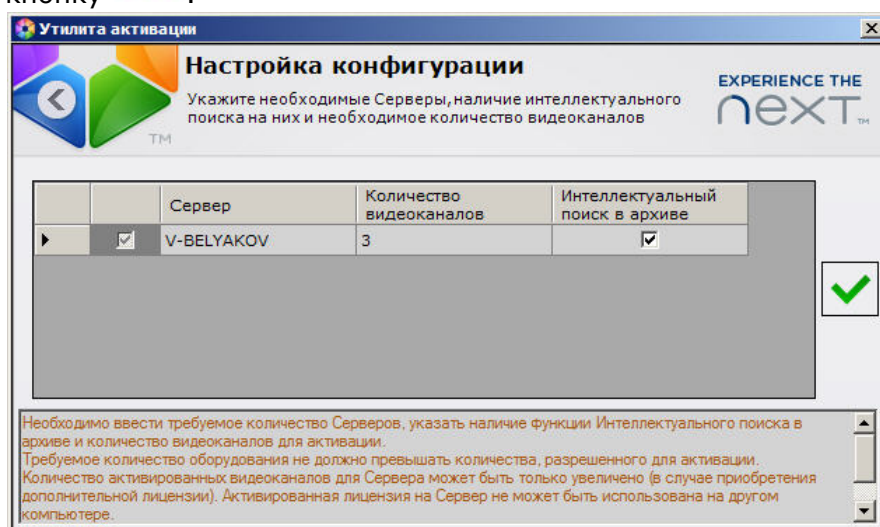 кнопку
Утилита активации
Настройка конфигурации
Укажите необходимые Серверы, наличие интеллектуального
поиска на них и необходимое количество видеоканалов
EXPERIENCE THE
next™
TM
Сервер
Количество
видеоканалов
Интеллектуальный
поиск в архиве
V-BELYAKOV
3
Необходимо ввести требуемое количество Серверов, указать наличие функции Интеллектуального поиска в
архиве и количество видеоканалов для активации.
Требуемое количество оборудования не должно превышать количества, разрешенного для активации.
Количество активированных видеоканалов для Сервера может быть только увеличено (в случае приобретения
дополнительной лицензии). Активированная лицензия на Сервер не может быть использована на другом
компьютере.